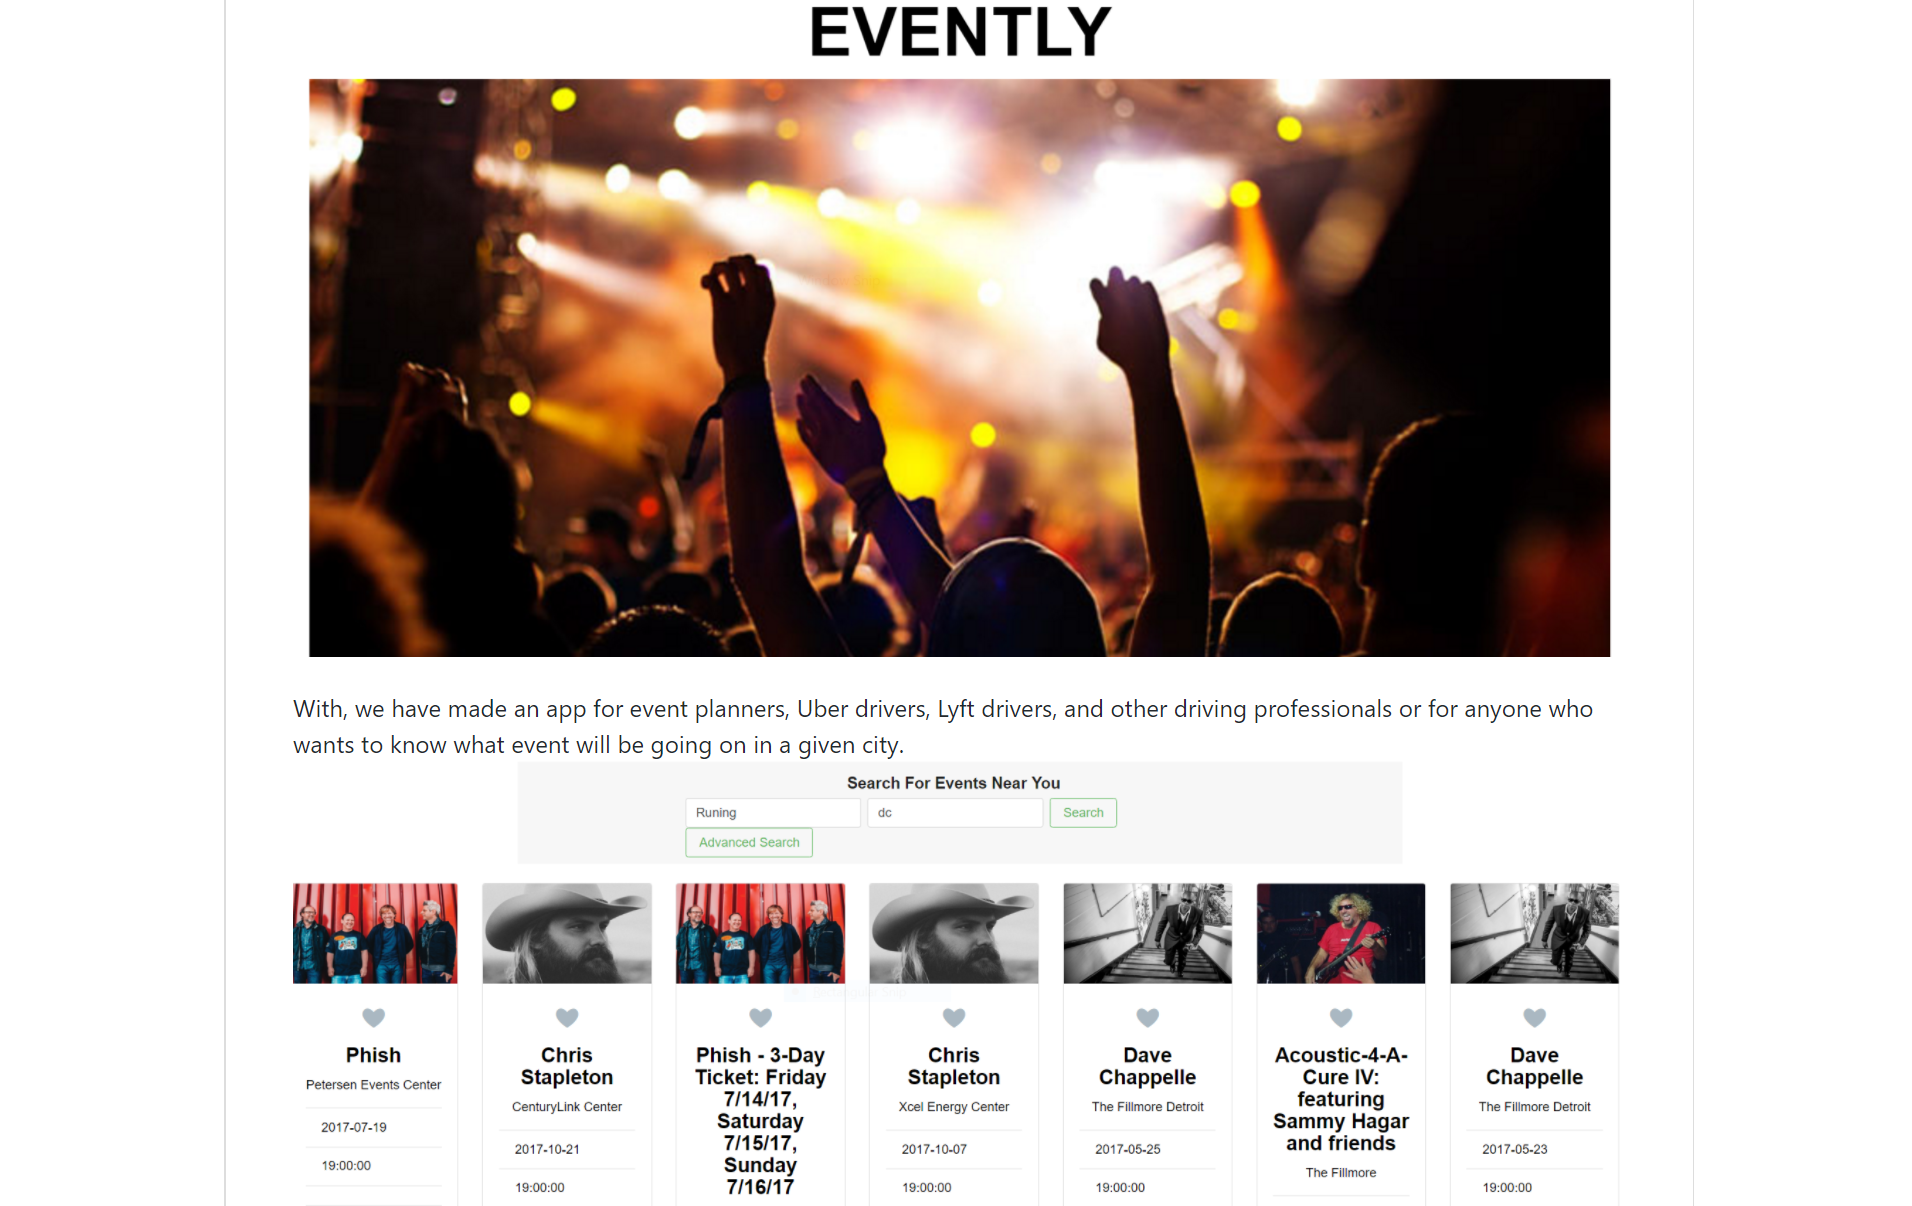 EVENTLY
With, we have made an app for event planners, Uber drivers, Lyft drivers, and other driving professionals or for anyone who
wants to know what event will be going on in a given city.
Search For Events Near You
Runing
dc
Search
Advanced Search
Phish
Petersen Events Center
2017-07-19
19:00:00
Chris
Stapleton
CenturyLink Center
2017-10-21
19:00:00
Phish - 3-Day
Ticket: Friday
7/14/17,
Saturday
7/15/17,
Sunday
7/16/17
Chris
Stapleton
Xcel Energy Center
2017-10-07
19:00:00
Dave
Chappelle
The Fillmore Detroit
2017-05-25
19:00:00
Acoustic-4-A-
Cure IV:
featuring
Sammy Hagar
and friends
The Fillmore
Dave
Chappelle
The Fillmore Detroit
2017-05-23
19:00:00